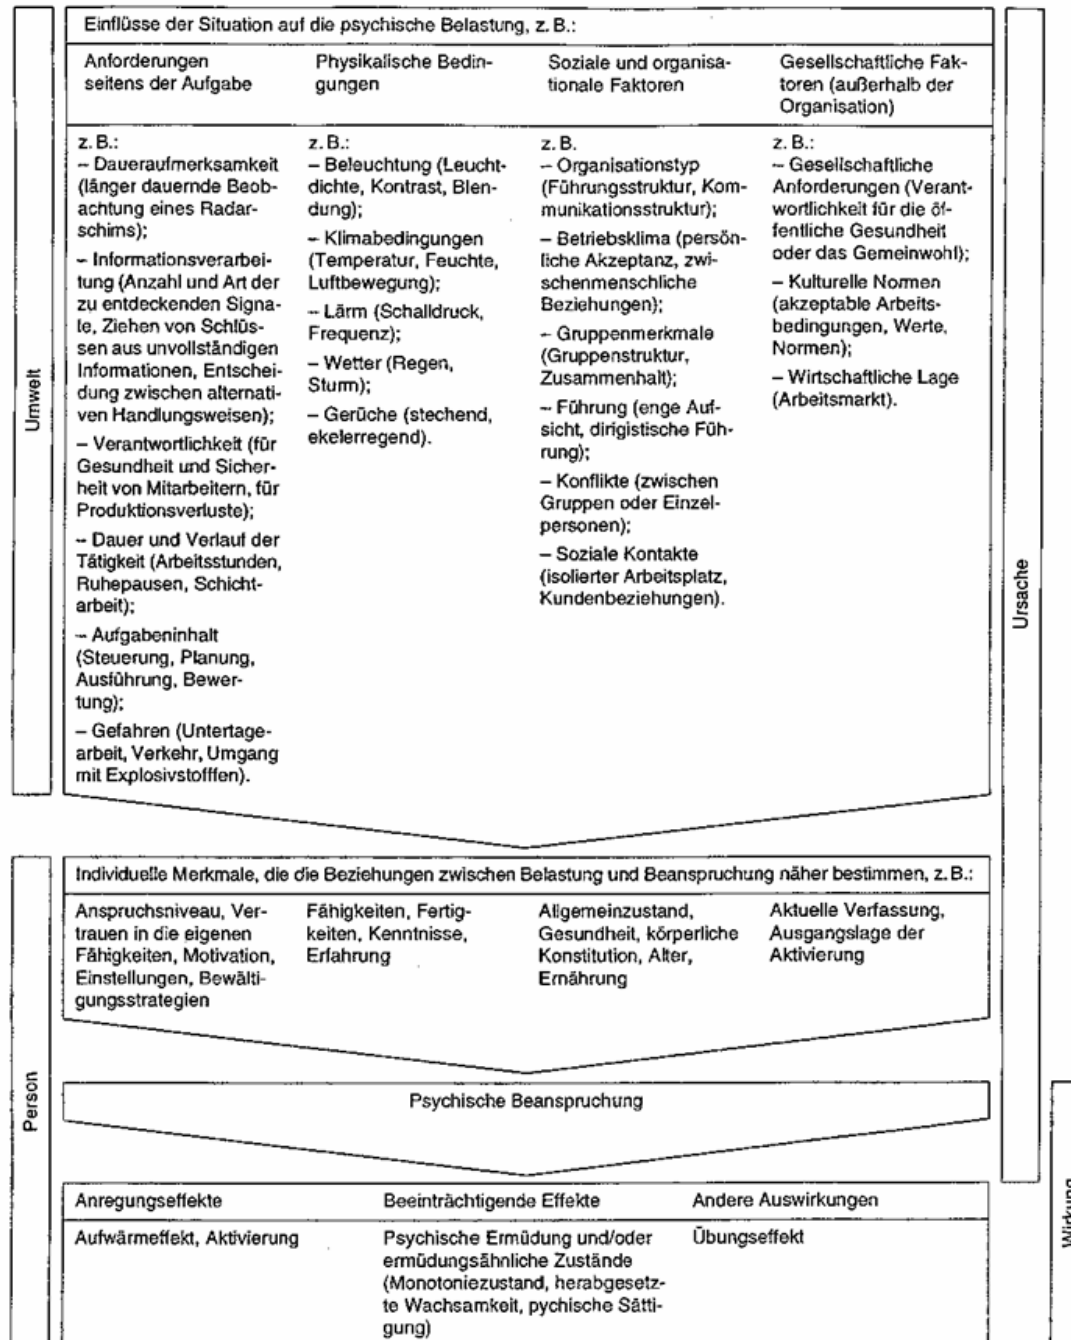 Einflüsse der Situation auf die psychische Belastung, z. B.:
Anforderungen
seitens der Aufgabe
Physikalische Bedin-
gungen
Soziale und organisa-
tionale Faktoren
Gesellschaftliche Fak-
toren (außerhalb der
Organisation)
z. B.:
– Daueraufmerksamkeit
(länger dauernde Beob-
achtung eines Radar-
schims);
– Informationsverarbei-
tung (Anzahl und Art der
zu entdeckenden Signa-
le, Ziehen von Schlüs-
sen aus unvollständigen
Informationen, Entschei-
dung zwischen alternati-
ven Handlungsweisen);
– Verantwortlichkeit (für
Gesundheit und Sicher-
heit von Mitarbeitern, für
Produktionsverluste);
– Dauer und Verlauf der
Tätigkeit (Arbeitsstunden,
Ruhepausen, Schicht-
arbeit);
– Aufgabeninhalt
(Steuerung, Planung,
Ausführung, Bewer-
tung);
– Gefahren (Untertage-
arbeit, Verkehr, Umgang
mit Explosivstofffen).
z. B.:
– Beleuchtung (Leucht-
dichte, Kontrast, Blen-
dung);
– Klimabedingungen
(Temperatur, Feuchte,
Luftbewegung);
– Lärm (Schalldruck,
Frequenz);
– Wetter (Regen,
Sturm);
– Gerüche (stechend,
ekelerregend).
z. B.
– Organisationstyp
(Führungsstruktur, Kom-
munikationsstruktur);
– Betriebsklima (persön-
liche Akzeptanz, zwi-
schenmenschliche
Beziehungen);
– Gruppenmerkmale
(Gruppenstruktur,
Zusammenhalt);
– Führung (enge Auf-
sicht, dirigistische Füh-
rung);
– Konflikte (zwischen
Gruppen oder Einzel-
personen);
– Soziale Kontakte
(isolierter Arbeitsplatz,
Kundenbeziehungen).
z. B.:
– Gesellschaftliche
Anforderungen (Verant-
wortlichkeit für die öf-
fentliche Gesundheit
oder das Gemeinwohl);
– Kulturelle Normen
(akzeptable Arbeits-
bedingungen, Werte,
Normen);
– Wirtschaftliche Lage
(Arbeitsmarkt).
Umwelt
Ursache
Individuelle Merkmale, die die Beziehungen zwischen Belastung und Beanspruchung näher bestimmen, z. B.:
Anspruchsniveau, Ver-
trauen in die eigenen
Fähigkeiten, Motivation,
Einstellungen, Bewälti-
gungsstrategien
Fähigkeiten, Fertig-
keiten, Kenntnisse,
Erfahrung
Allgemeinzustand,
Gesundheit, körperliche
Konstitution, Alter,
Ernährung
Aktuelle Verfassung,
Ausgangslage der
Aktivierung
Person
Psychische Beanspruchung
Anregungseffekte
Beeinträchtigende Effekte
Andere Auswirkungen
Aufwärmeffekt, Aktivierung
Psychische Ermüdung und/oder
ermüdungsähnliche Zustände
(Monotoniezustand, herabgesetz-
te Wachsamkeit, pychische Sätti-
gung)
Übungseffekt
Wirkung